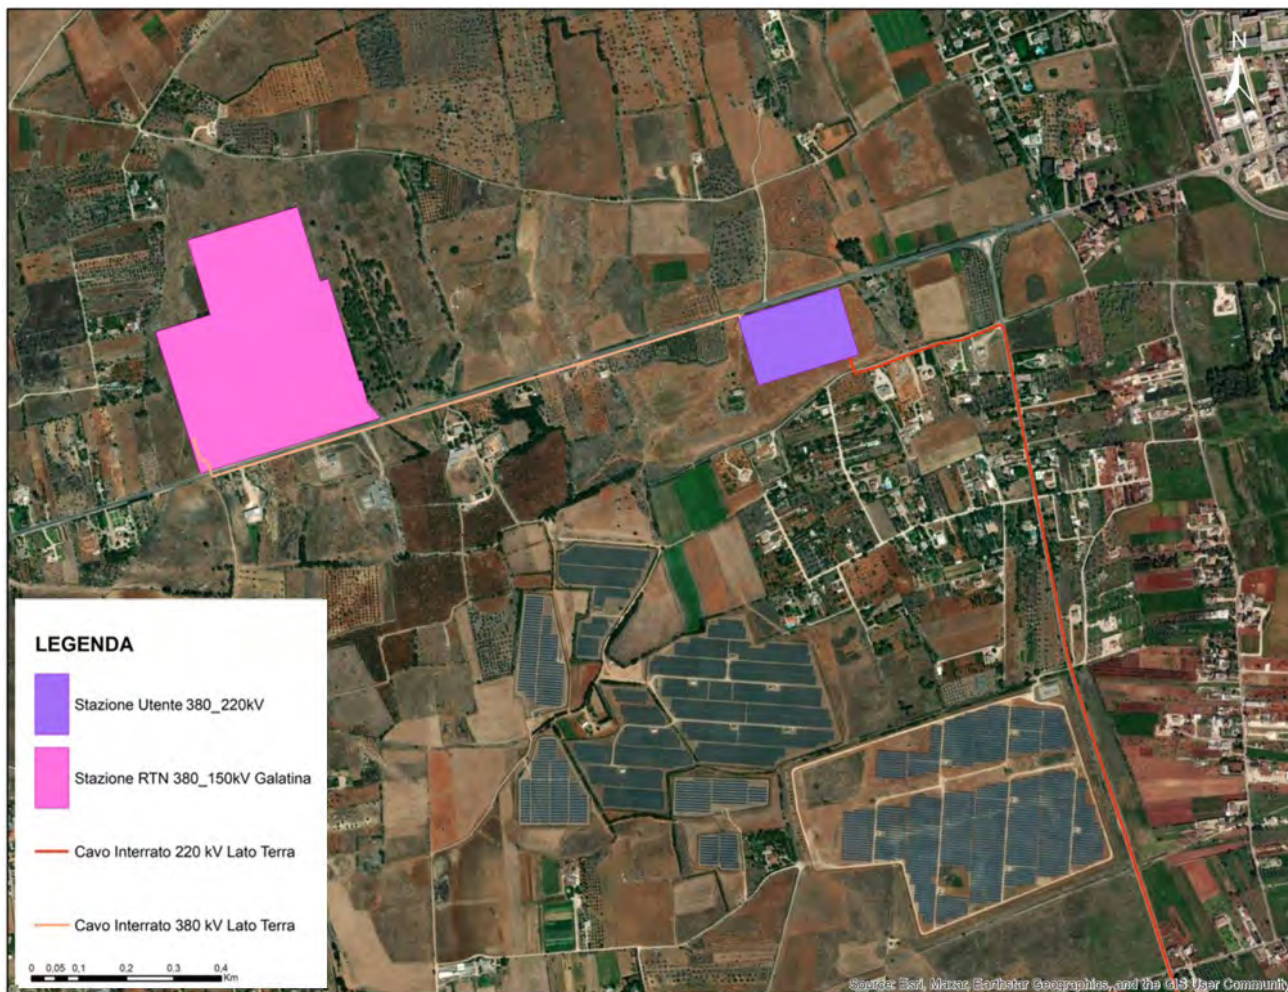 N
LEGENDA
Stazione Utente 380_220kV
Stazione RTN 380_150kV Galatina
Cavo Interrato 220 kV Lato Terra
Cavo Interrato 380 kV Lato Terra
0 0,05 0,1 0,2 0,3 0,4
Km
Source: Esri, Maxar, Earthstar Geographics, and the GIS User Community